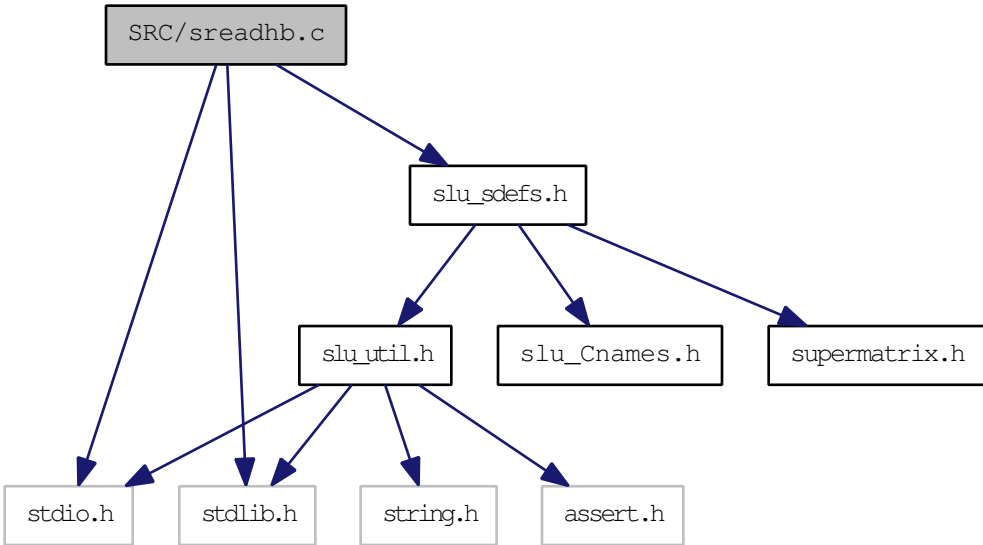 SRC/sreadhb.c
slu_sdefs.h
slu_util.h
slu_Cnames.h
supermatrix.h
stdio.h
stdlib.h
string.h
assert.h